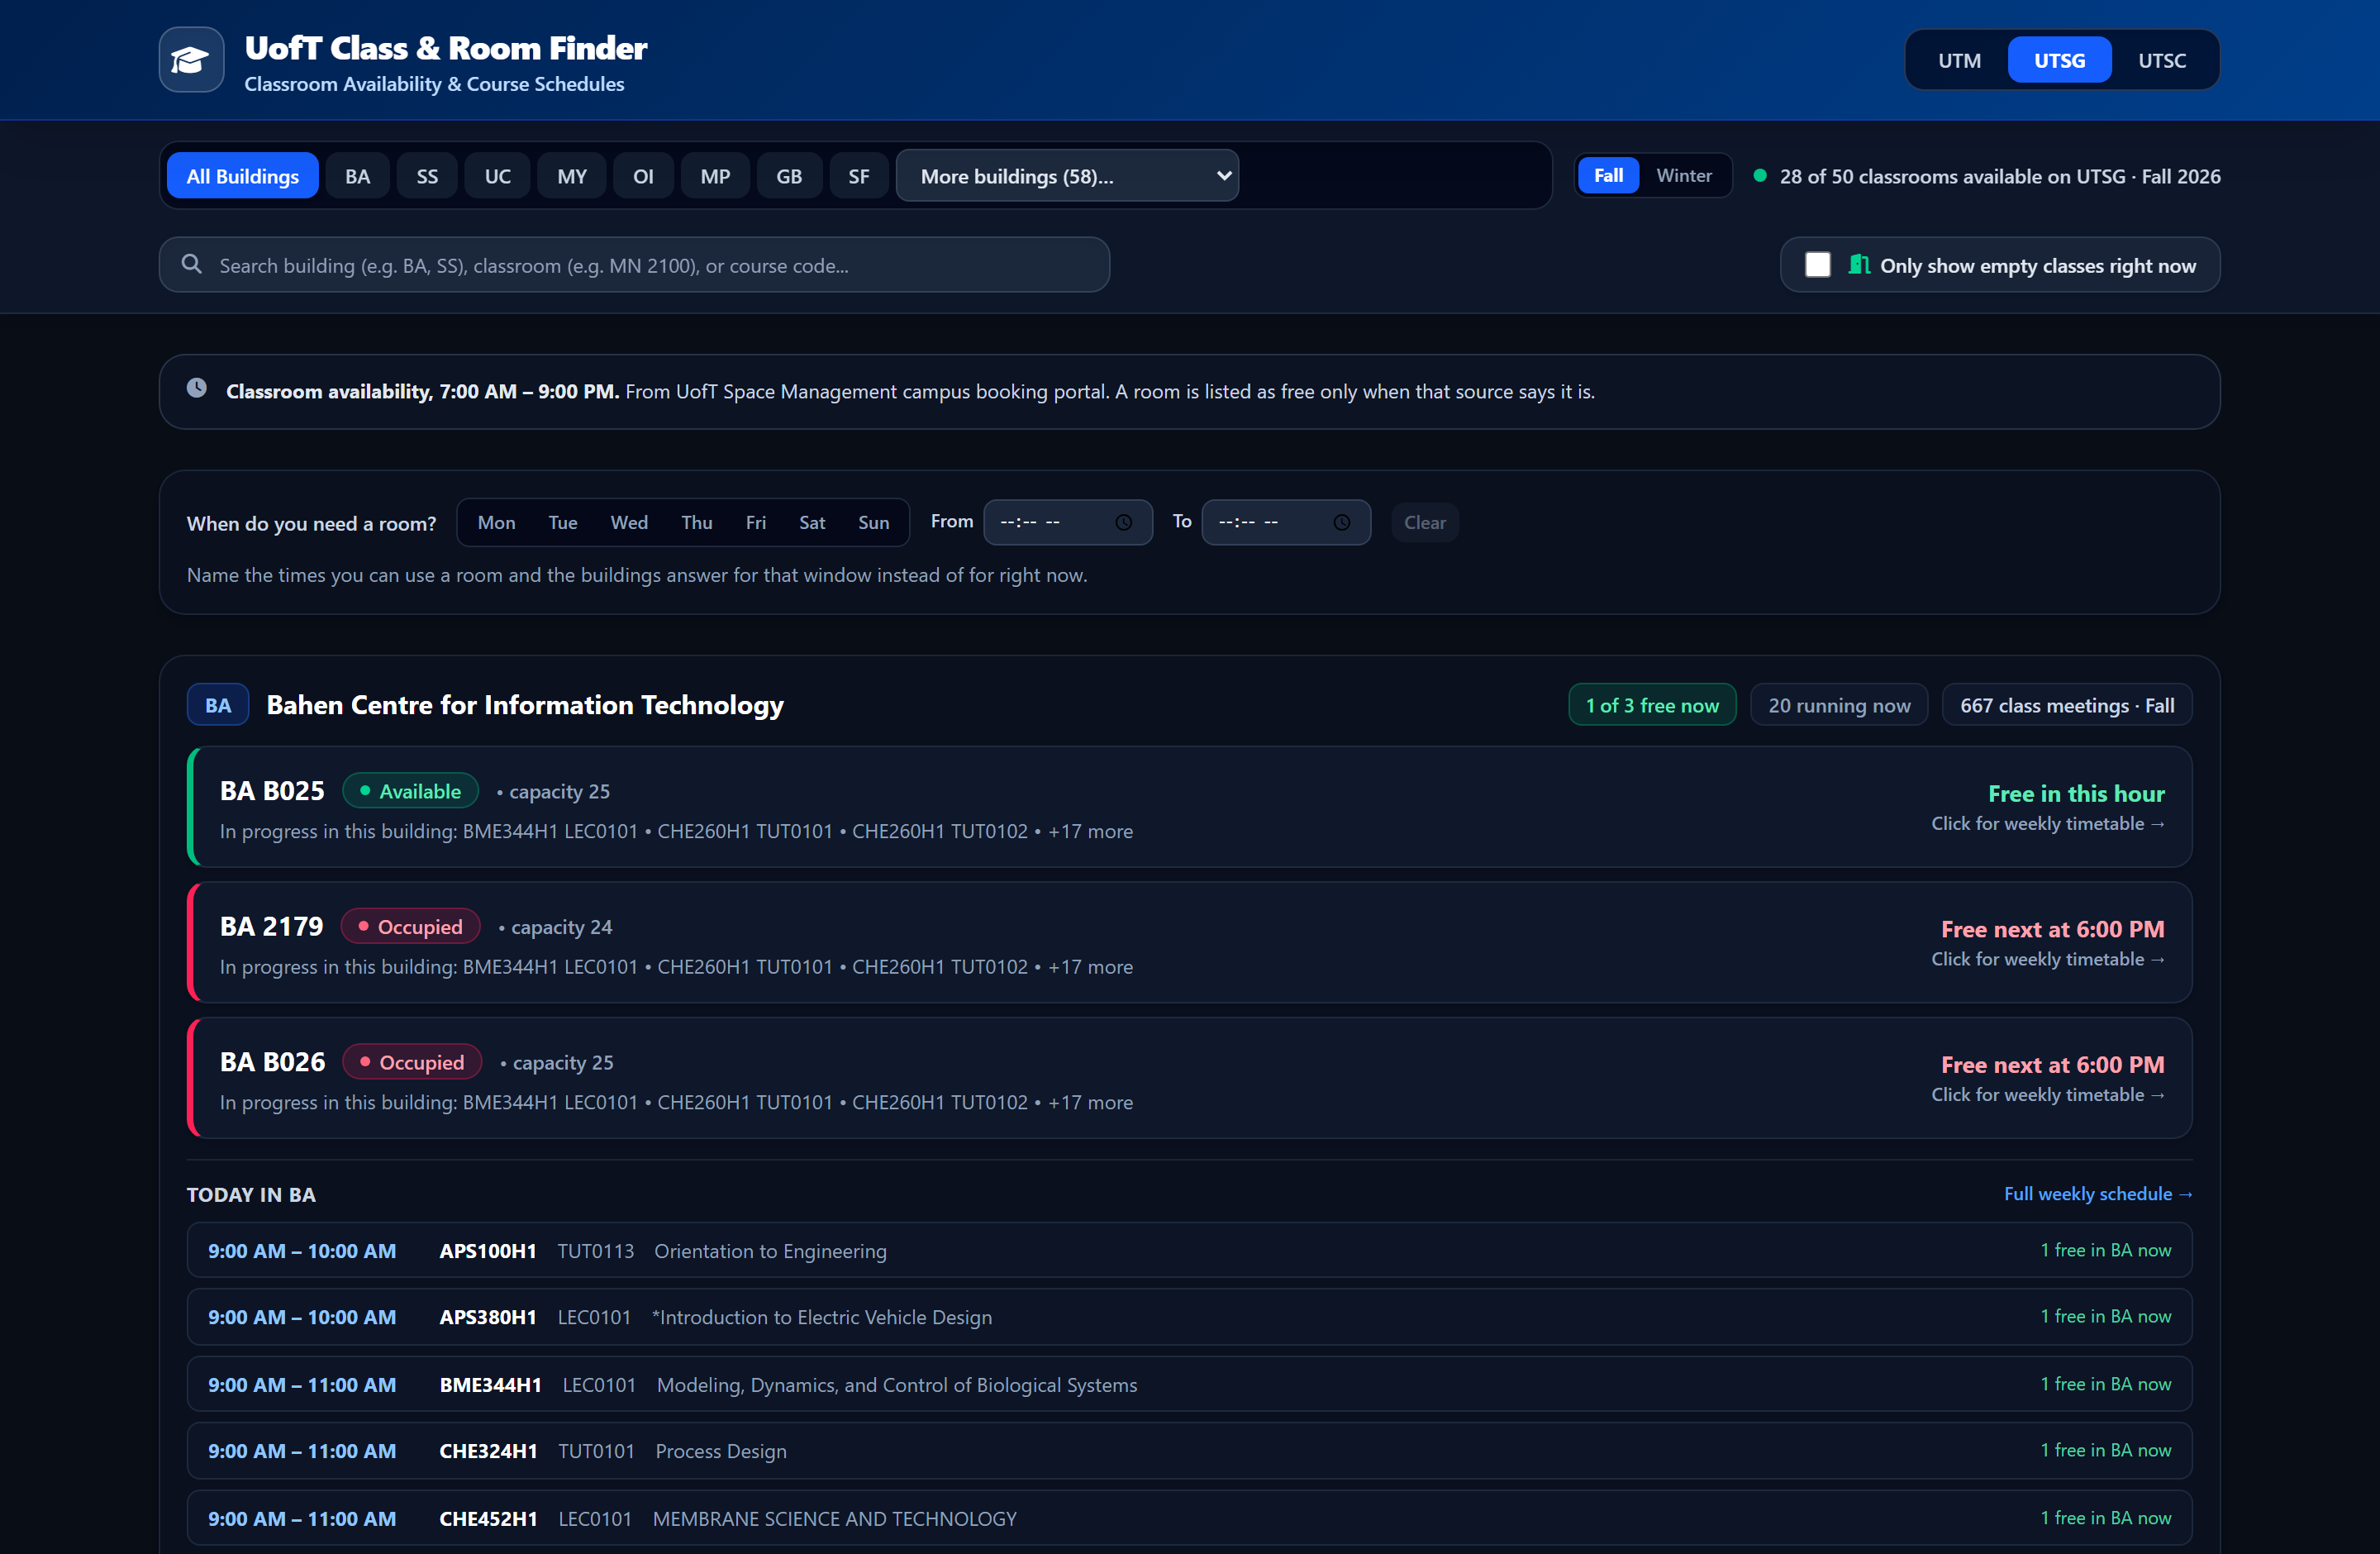 UofT Class & Room Finder
Classroom Availability & Course Schedules
UTM UTSG UTSC
All Buildings BA SS UC MY OI MP GB SF More buildings (58)...
Fall Winter
28 of 50 classrooms available on UTSG · Fall 2026
Search building (e.g. BA, SS), classroom (e.g. MN 2100), or course code...
Only show empty classes right now
Classroom availability, 7:00 AM – 9:00 PM. From UofT Space Management campus booking portal. A room is listed as free only when that source says it is.
When do you need a room? Mon Tue Wed Thu Fri Sat Sun From --:-- -- To --:-- -- Clear
Name the times you can use a room and the buildings answer for that window instead of for right now.
BA Bahen Centre for Information Technology 1 of 3 free now 20 running now 667 class meetings · Fall
BA B025 Available • capacity 25
In progress in this building: BME344H1 LEC0101 • CHE260H1 TUT0101 • CHE260H1 TUT0102 • +17 more
Free in this hour
Click for weekly timetable →
BA 2179 Occupied • capacity 24
In progress in this building: BME344H1 LEC0101 • CHE260H1 TUT0101 • CHE260H1 TUT0102 • +17 more
Free next at 6:00 PM
Click for weekly timetable →
BA B026 Occupied • capacity 25
In progress in this building: BME344H1 LEC0101 • CHE260H1 TUT0101 • CHE260H1 TUT0102 • +17 more
Free next at 6:00 PM
Click for weekly timetable →
TODAY IN BA Full weekly schedule →
9:00 AM – 10:00 AM APS100H1 TUT0113 Orientation to Engineering 1 free in BA now
9:00 AM – 10:00 AM APS380H1 LEC0101 *Introduction to Electric Vehicle Design 1 free in BA now
9:00 AM – 11:00 AM BME344H1 LEC0101 Modeling, Dynamics, and Control of Biological Systems 1 free in BA now
9:00 AM – 11:00 AM CHE324H1 TUT0101 Process Design 1 free in BA now
9:00 AM – 11:00 AM CHE452H1 LEC0101 MEMBRANE SCIENCE AND TECHNOLOGY 1 free in BA now